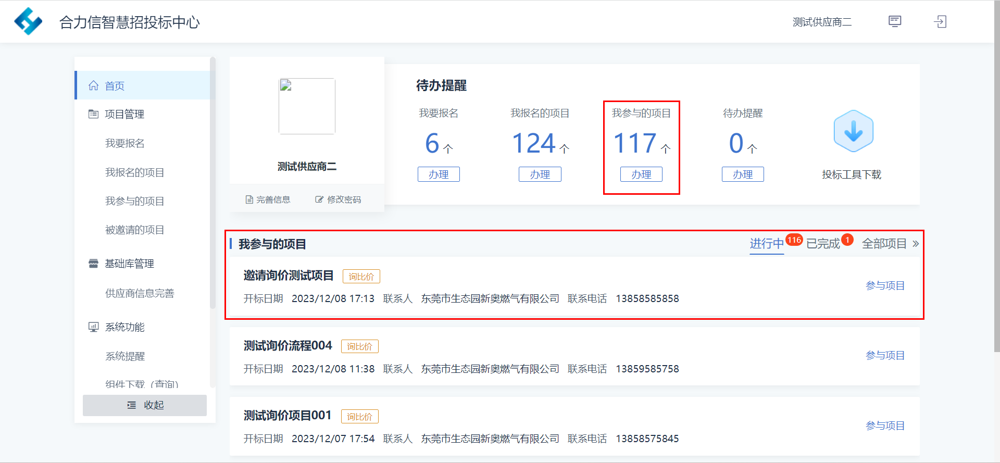 合力信智慧招投标中心
测试供应商二
首页
项目管理
我要报名
我报名的项目
我参与的项目
被邀请的项目
基础库管理
供应商信息完善
系统功能
系统提醒
组件下载（查询）
收起
测试供应商二
完善信息 修改密码
待办提醒
我要报名 我报名的项目 我参与的项目 待办提醒
6个 124个 117个 0个
办理 办理 办理 办理 投标工具下载
我参与的项目 进行中 116 已完成 1 全部项目 »
邀请询价测试项目 询比价
参与项目
开标日期 2023/12/08 17:13 联系人 东莞市生态园新奥燃气有限公司 联系电话 13858585858
测试询价流程004 询比价
参与项目
开标日期 2023/12/08 11:38 联系人 东莞市生态园新奥燃气有限公司 联系电话 13859585758
测试询价项目001 询比价
参与项目
开标日期 2023/12/07 17:54 联系人 东莞市生态园新奥燃气有限公司 联系电话 13858575845